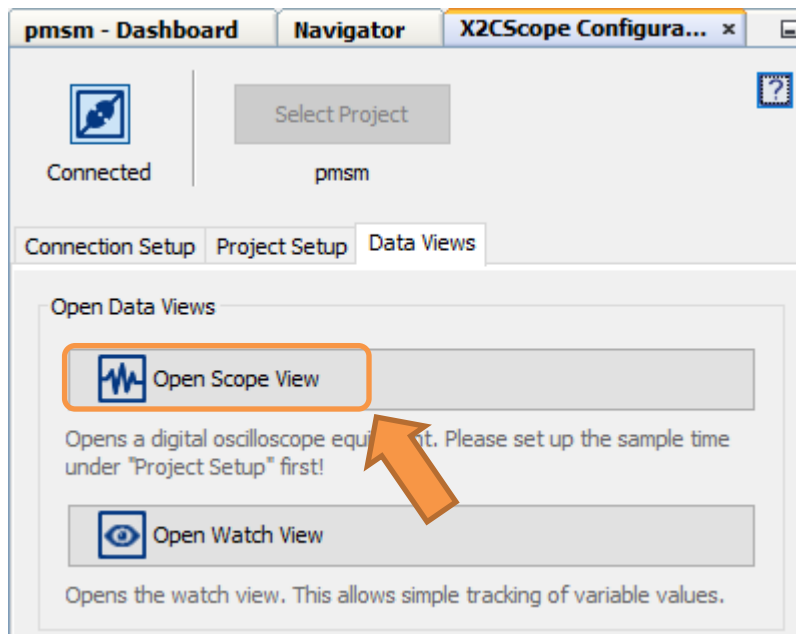 pmsm - Dashboard
Navigator
X2CScope Configura... ×
?
Select Project
Connected
pmsm
Connection Setup
Project Setup
Data Views
Open Data Views
Open Scope View
Opens a digital oscilloscope equ nt. Please set up the sample time
under "Project Setup" first!
Open Watch View
Opens the watch view. This allows simple tracking of variable values.